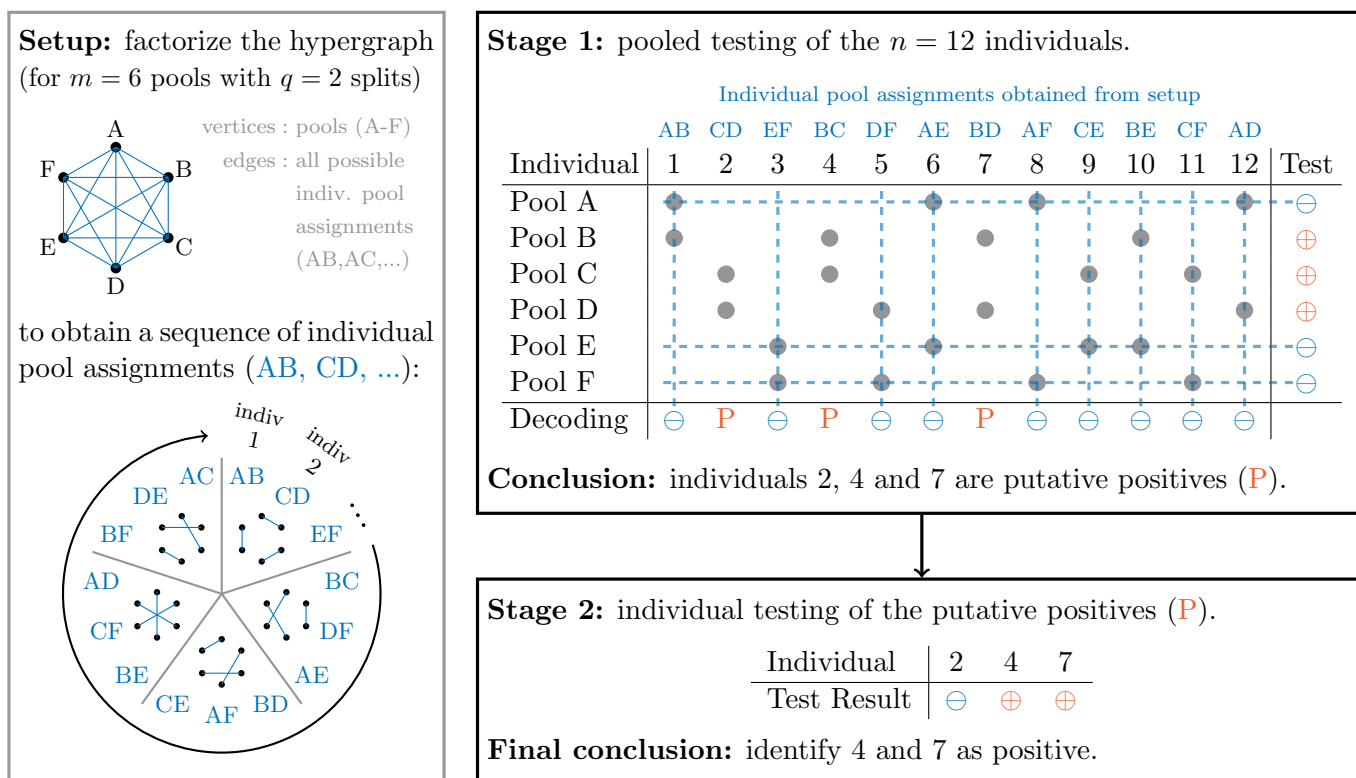 Setup: factorize the hypergraph
(for m = 6 pools with q = 2 splits)
A
F
B
E
C
D
vertices : pools (A-F)
edges : all possible
indiv. pool
assignments
(AB,AC,...)
to obtain a sequence of individual
pool assignments (AB, CD, ...):
indiv
1
indiv
2
...
AB
CD
EF
BC
DF
AE
BD
AF
CE
BE
CF
AD
BF
DE
AC
Stage 1: pooled testing of the n = 12 individuals.
Individual pool assignments obtained from setup
AB CD EF BC DF AE BD AF CE BE CF AD
Individual 1 2 3 4 5 6 7 8 9 10 11 12 Test
Pool A ⊖
Pool B ⊕
Pool C ⊕
Pool D ⊕
Pool E ⊖
Pool F ⊖
Decoding ⊖ P ⊖ P ⊖ ⊖ P ⊖ ⊖ ⊖ ⊖ ⊖
Conclusion: individuals 2, 4 and 7 are putative positives (P).
Stage 2: individual testing of the putative positives (P).
Individual 2 4 7
Test Result ⊖ ⊕ ⊕
Final conclusion: identify 4 and 7 as positive.